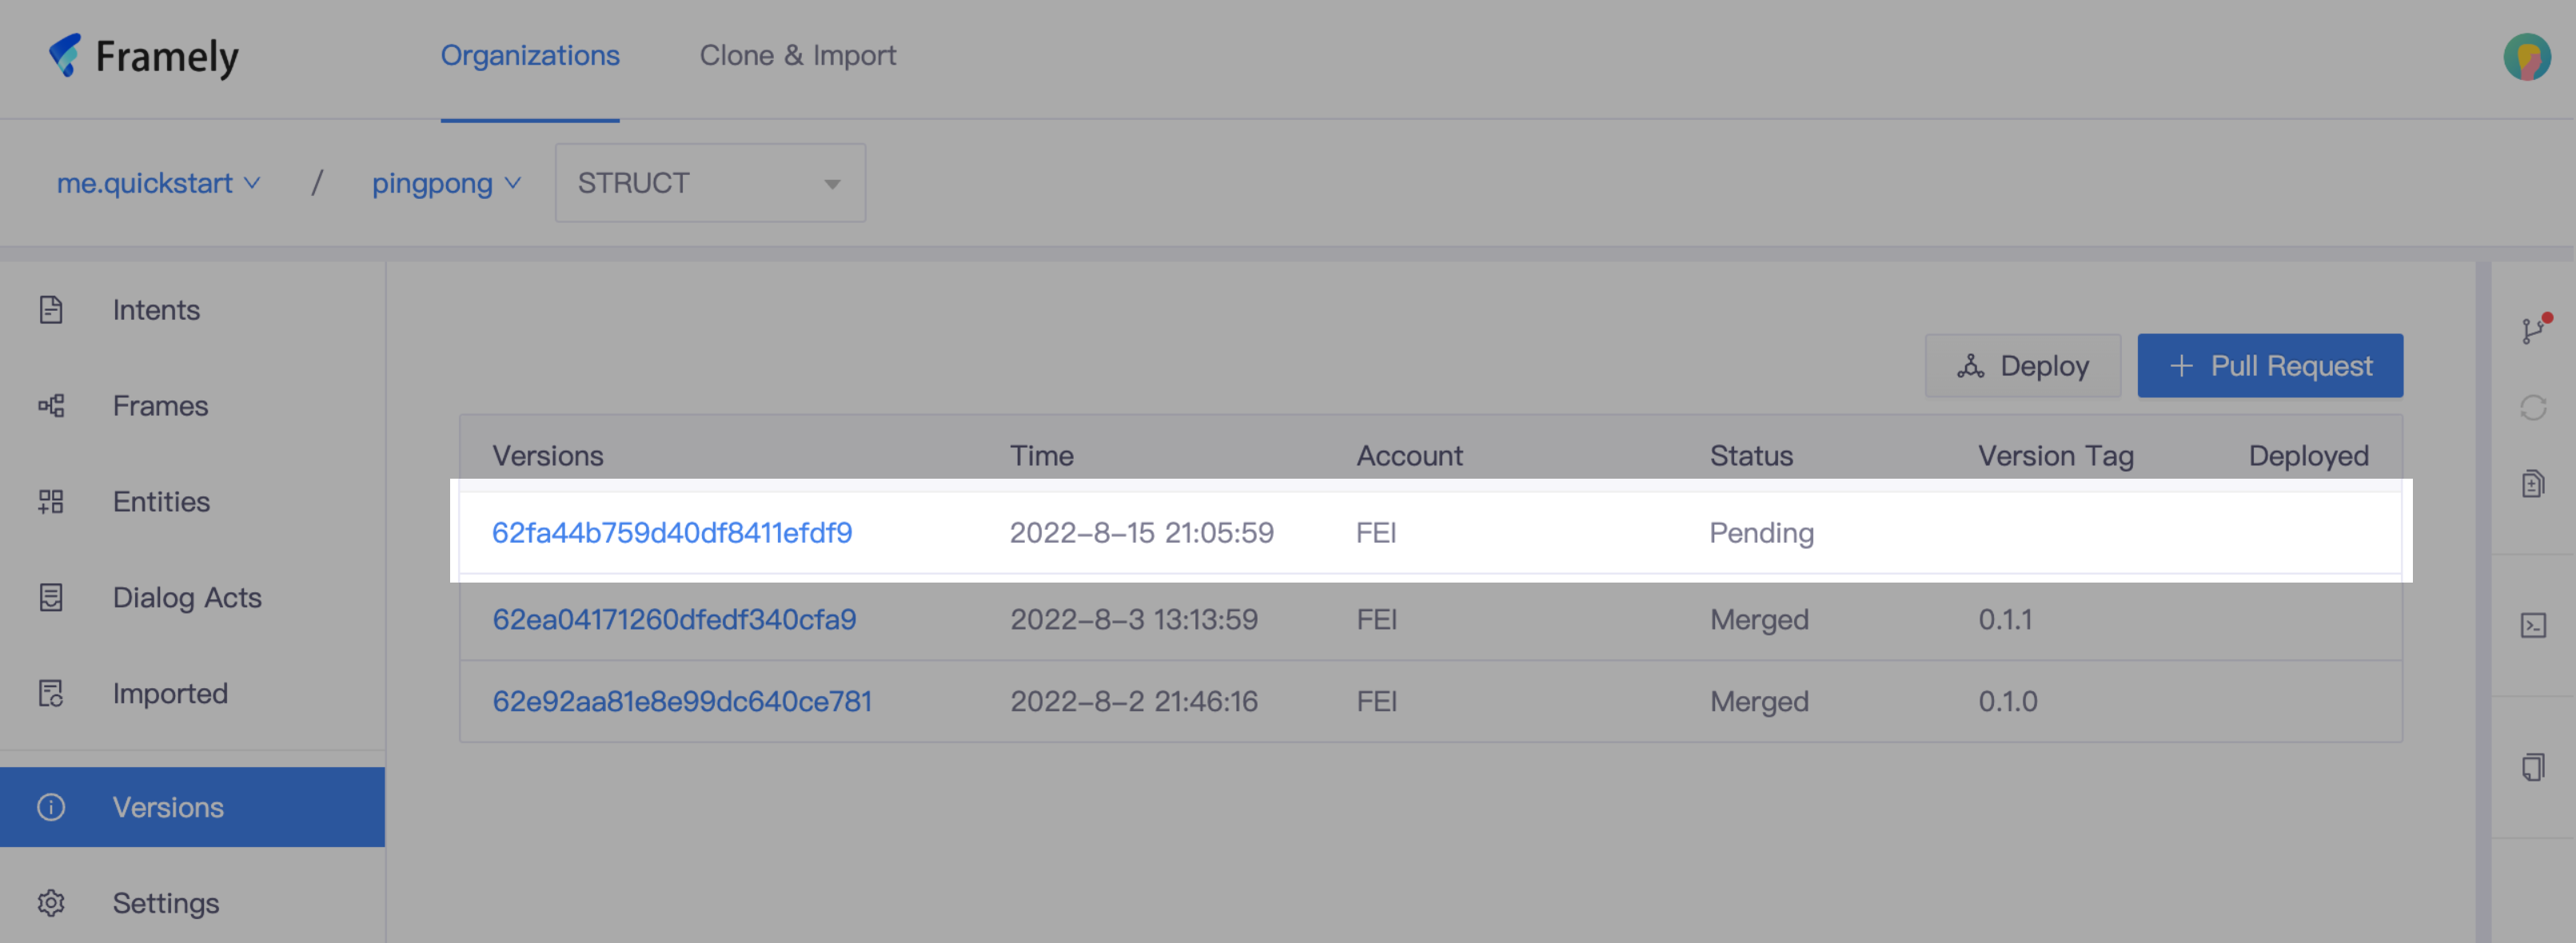 Framely
Organizations
Clone & Import
me.quickstart
/
pingpong
STRUCT
Intents
Frames
Entities
Dialog Acts
Imported
Versions
Settings
Deploy
+ Pull Request
Versions Time Account Status Version Tag Deployed
62fa44b759d40df8411efdf9 2022-8-15 21:05:59 FEI Pending
62ea04171260dfedf340cfa9 2022-8-3 13:13:59 FEI Merged 0.1.1
62e92aa81e8e99dc640ce781 2022-8-2 21:46:16 FEI Merged 0.1.0